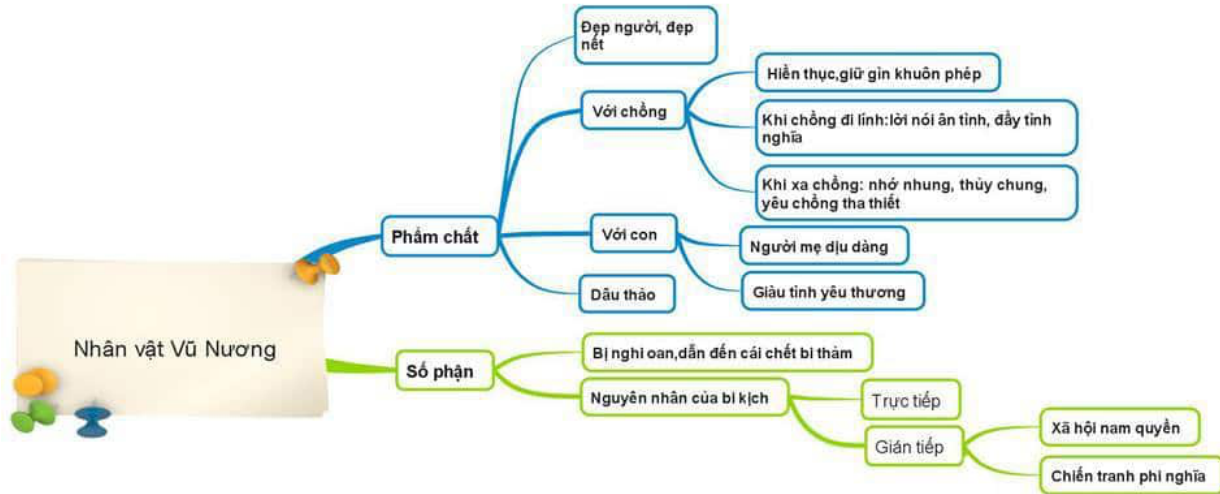 Đẹp người, đẹp
nết
Hiền thục,giữ gìn khuôn phép
Với chồng
Khi chồng đi lính:lời nói ân tình, đầy tình
nghĩa
Khi xa chồng: nhớ nhung, thủy chung,
yêu chồng tha thiết
Phẩm chất
Với con
Người mẹ dịu dàng
Giàu tình yêu thương
Dâu thảo
Nhân vật Vũ Nương
Số phận
Bị nghi oan,dẫn đến cái chết bi thảm
Nguyên nhân của bi kịch
Trực tiếp
Gián tiếp
Xã hội nam quyền
Chiến tranh phi nghĩa